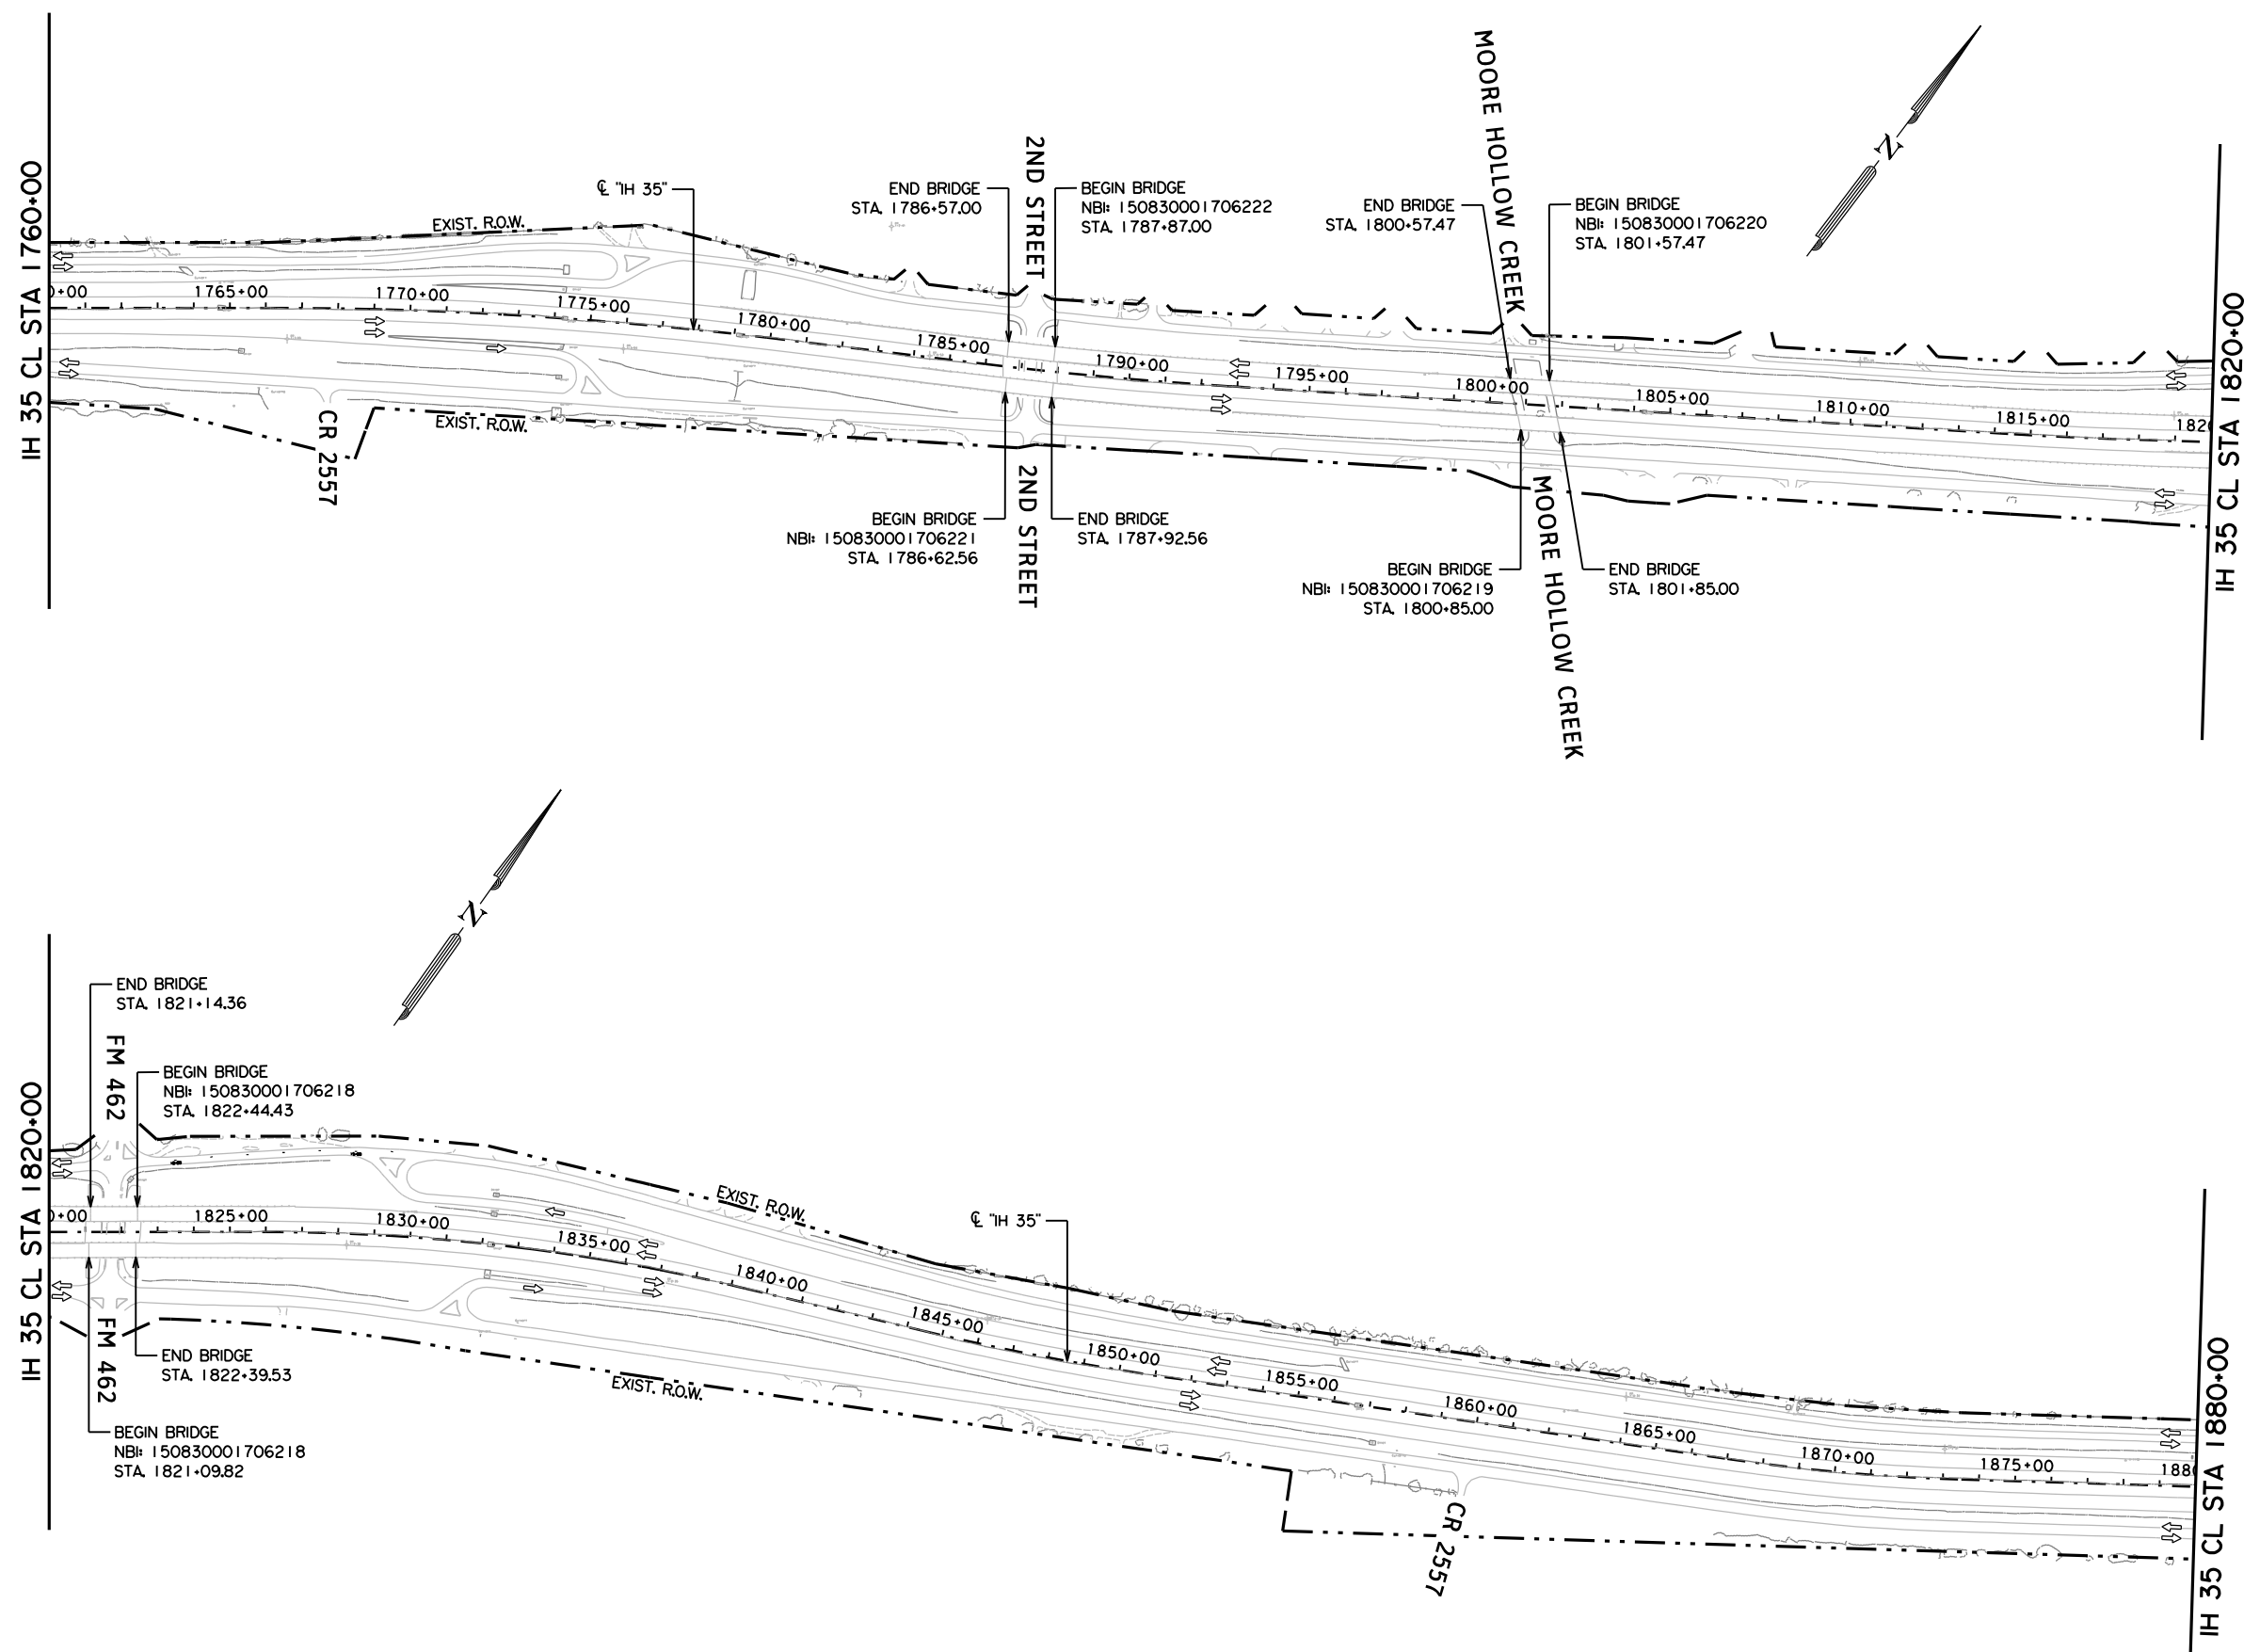 MOORE HOLLOW CREEK
2ND STREET
N
IH 35 CL STA 1760+00
℄ "IH 35"
END BRIDGE
STA. 1786+57.00
BEGIN BRIDGE
NBI: 150830001706222
STA. 1787+87.00
END BRIDGE
STA. 1800+57.47
BEGIN BRIDGE
NBI: 150830001706220
STA. 1801+57.47
EXIST. R.O.W.
0+00
1765+00
1770+00
1775+00
1780+00
1785+00
1790+00
1795+00
1800+00
1805+00
1810+00
1815+00
1820
IH 35 CL STA 1820+00
CR 2557
EXIST. R.O.W.
2ND STREET
MOORE HOLLOW CREEK
BEGIN BRIDGE
NBI: 150830001706221
STA. 1786+62.56
END BRIDGE
STA. 1787+92.56
BEGIN BRIDGE
NBI: 150830001706219
STA. 1800+85.00
END BRIDGE
STA. 1801+85.00
N
END BRIDGE
STA. 1821+14.36
FM 462
BEGIN BRIDGE
NBI: 150830001706218
STA. 1822+44.43
IH 35 CL STA 1820+00
EXIST. R.O.W.
℄ "IH 35"
0+00
1825+00
1830+00
1835+00
1840+00
1845+00
1850+00
1855+00
1860+00
1865+00
1870+00
1875+00
1880
IH 35 CL STA 1880+00
FM 462
END BRIDGE
STA. 1822+39.53
EXIST. R.O.W.
BEGIN BRIDGE
NBI: 150830001706218
STA. 1821+09.82
CR 2557